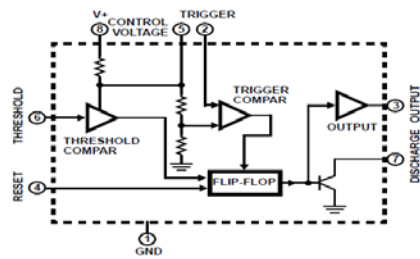 V+
CONTROL
VOLTAGE
TRIGGER
8
5
2
TRIGGER
COMPAR
THRESHOLD
6
THRESHOLD
COMPAR
OUTPUT
3
DISCHARGE OUTPUT
7
RESET
4
FLIP-FLOP
1
GND